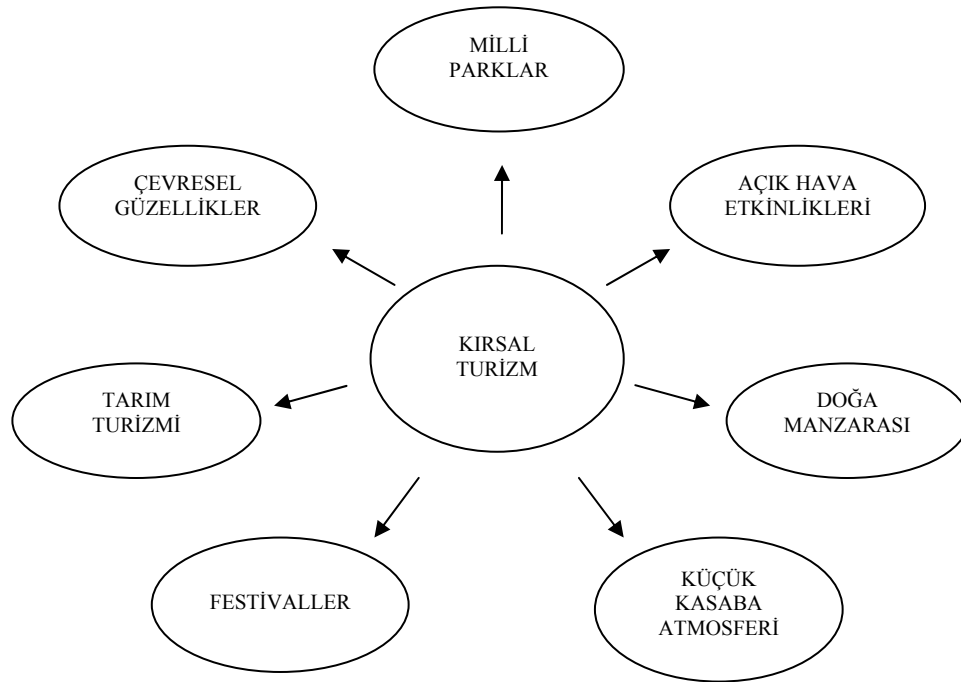 MİLLİ
PARKLAR
ÇEVRESEL
GÜZELLİKLER
AÇIK HAVA
ETKİNLİKLERİ
KIRSAL
TURİZM
TARIM
TURİZMİ
DOĞA
MANZARASI
FESTİVALLER
KÜÇÜK
KASABA
ATMOSFERİ